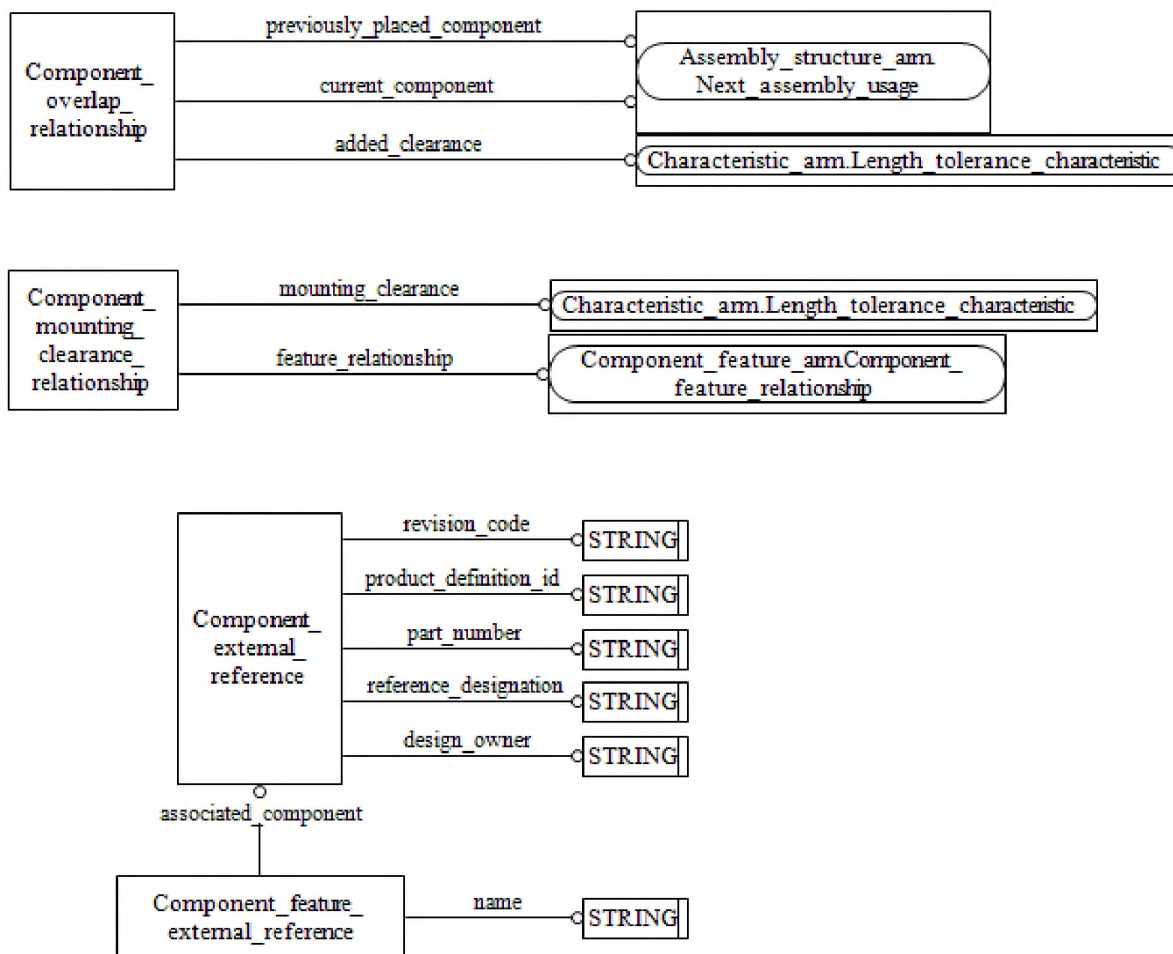 previously_placed_component
Component_
overlap_
relationship
current_component
added_clearance
Assembly_structure_arm.
Next_assembly_usage
Characteristic_arm.Length_tolerance_characteristic
Component_
mounting_
clearance_
relationship
mounting_clearance
Characteristic_arm.Length_tolerance_characteristic
feature_relationship
Component_feature_arm.Component_
feature_relationship
Component_
external_
reference
revision_code
STRING
product_definition_id
STRING
part_number
STRING
reference_designation
STRING
design_owner
STRING
associated_component
Component_feature_
external_reference
name
STRING